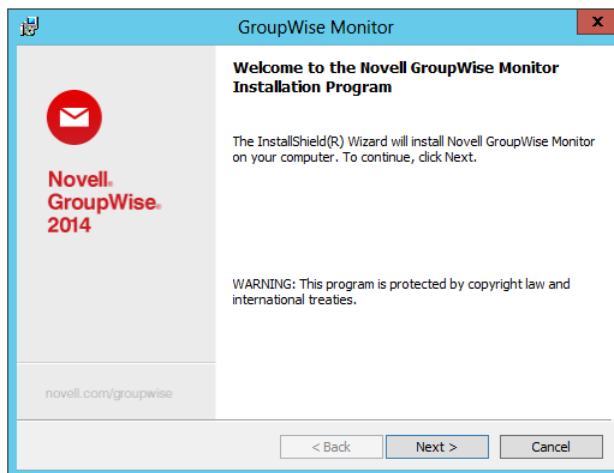 GroupWise Monitor
x
Welcome to the Novell GroupWise Monitor
Installation Program
The InstallShield(R) Wizard will install Novell GroupWise Monitor
on your computer. To continue, click Next.
Novell®
GroupWise®
2014
WARNING: This program is protected by copyright law and
international treaties.
novell.com/groupwise
< Back
Next >
Cancel